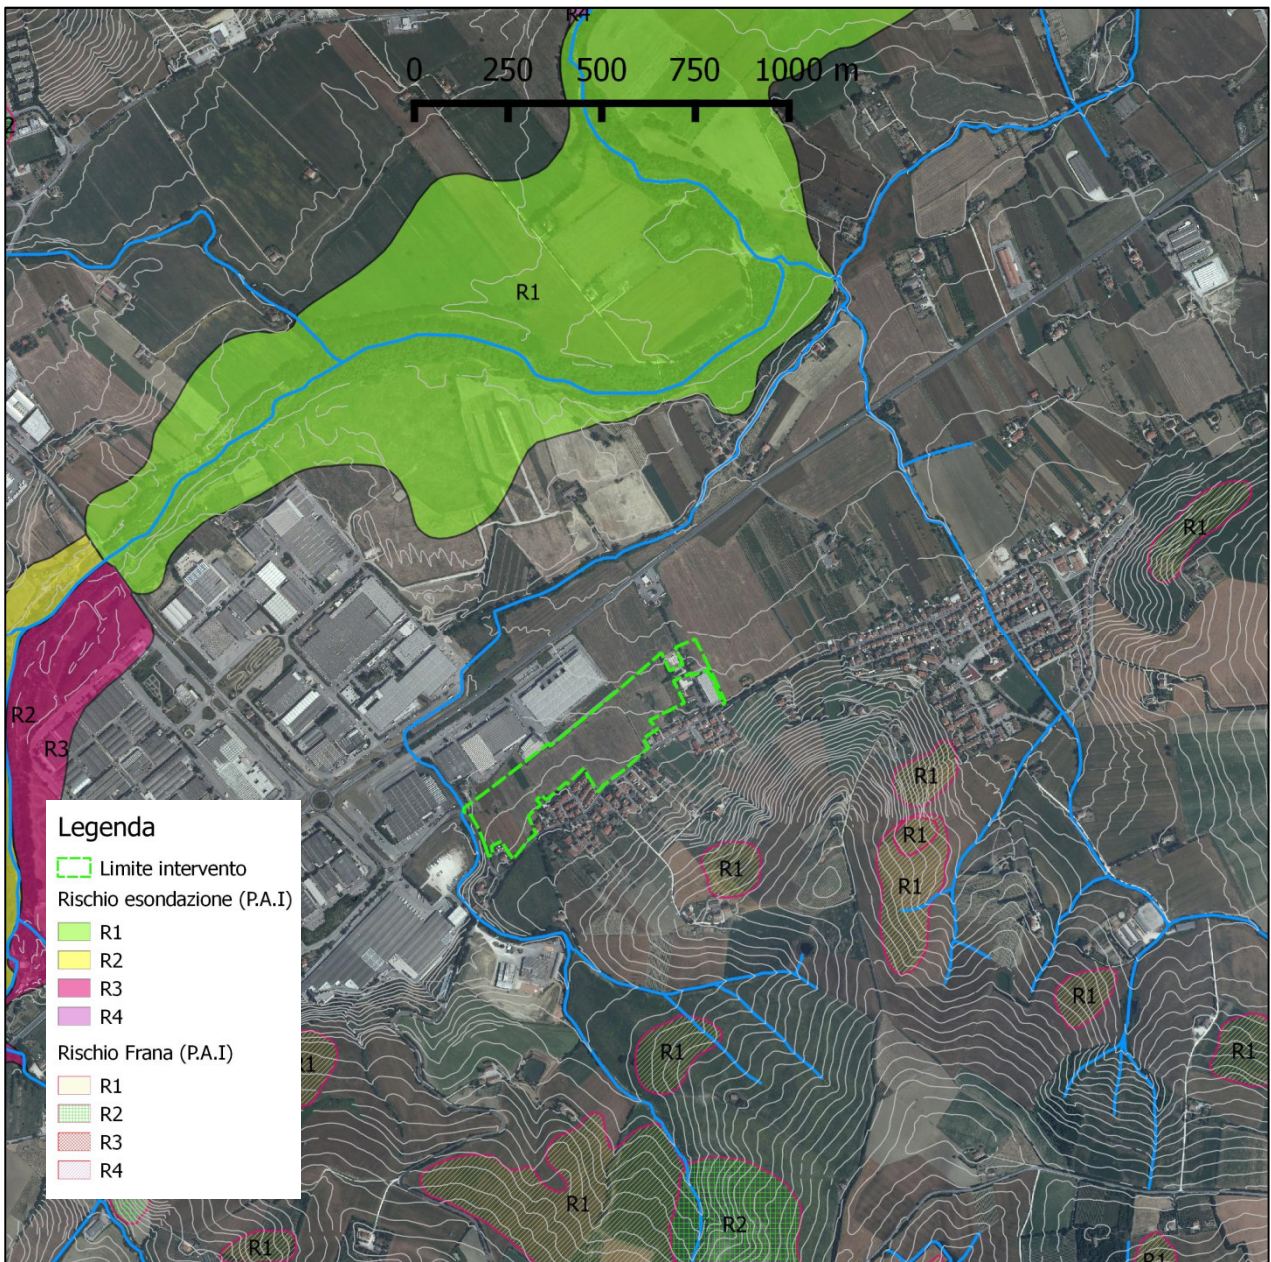 R4
0 250 500 750 1000 m
R1
R1
R2
R3
R1
R1
R1
R1
R1
R1
R1
R1
R2
R1
Legenda
Limite intervento
Rischio esondazione (P.A.I)
R1
R2
R3
R4
Rischio Frana (P.A.I)
R1
R2
R3
R4